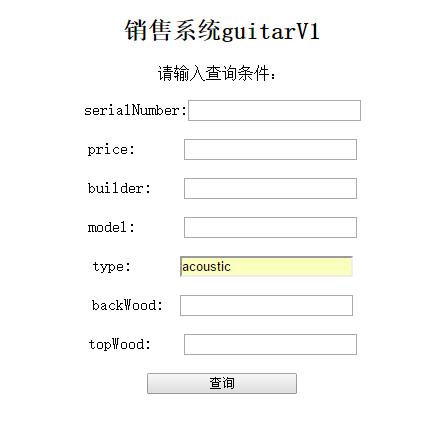 销售系统guitarV1
请输入查询条件:
serialNumber:
price:
builder:
model:
type: acoustic
backWood:
topWood:
查询